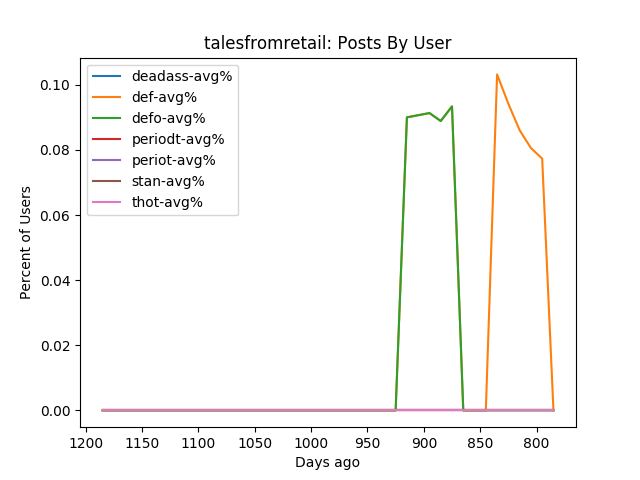 talesfromretail: Posts By User
deadass-avg%
def-avg%
defo-avg%
periodt-avg%
periot-avg%
stan-avg%
thot-avg%
Percent of Users
0.10
0.08
0.06
0.04
0.02
0.00
1200 1150 1100 1050 1000 950 900 850 800
Days ago